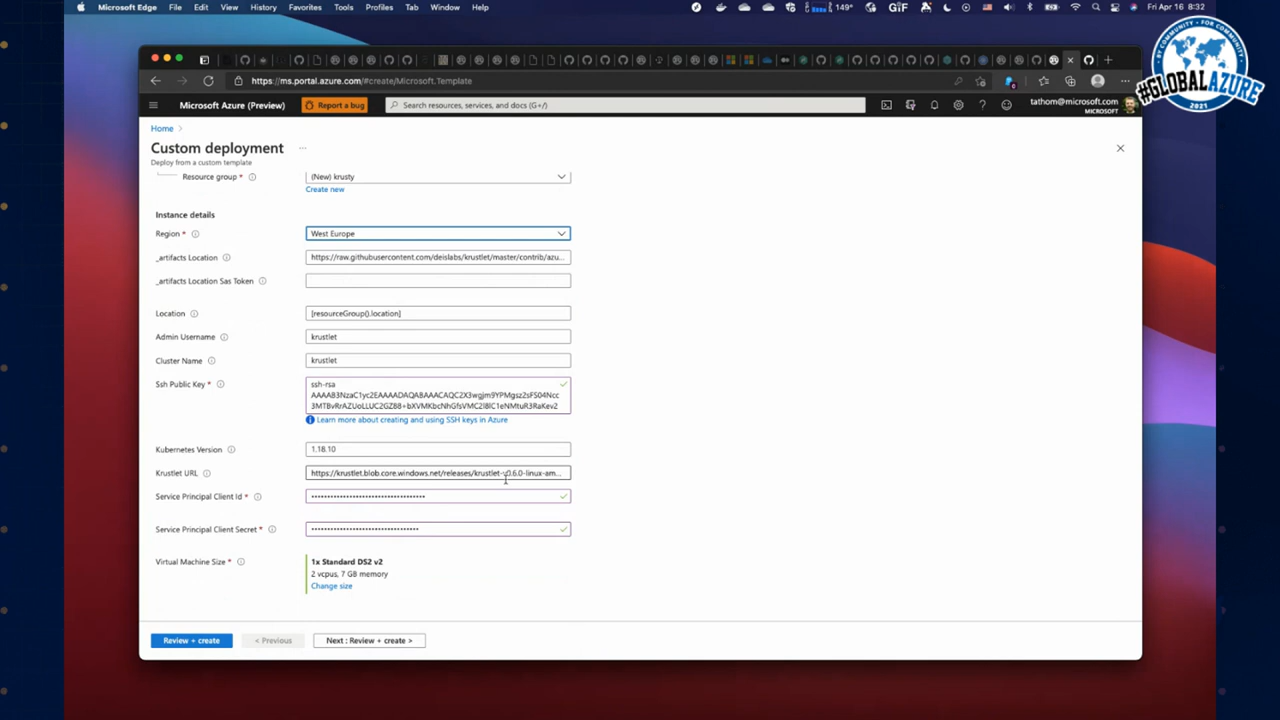 Microsoft Edge File Edit View History Favorites Tools Profiles Tab Window Help
149° GIF Fri Apr 16 8:32
COMMUNITY · FOR COMMUNITY
#GLOBALAZURE
2021
https://ms.portal.azure.com/#create/Microsoft.Template
Microsoft Azure (Preview) Report a bug Search resources, services, and docs (G+/) tathom@microsoft.com
MICROSOFT
Home >
Custom deployment ...
Deploy from a custom template
Resource group * (New) krusty
Create new
Instance details
Region * West Europe
_artifacts Location https://raw.githubusercontent.com/deislabs/krustlet/master/contrib/azu...
_artifacts Location Sas Token
Location [resourceGroup().location]
Admin Username krustlet
Cluster Name krustlet
Ssh Public Key * ssh-rsa
Learn more about creating and using SSH keys in Azure
Kubernetes Version 1.18.10
Krustlet URL https://krustlet.blob.core.windows.net/releases/krustlet-v0.6.0-linux-am...
Service Principal Client Id *
Service Principal Client Secret *
Virtual Machine Size * 1x Standard DS2 v2
2 vcpus, 7 GB memory
Change size
Review + create < Previous Next : Review + create >